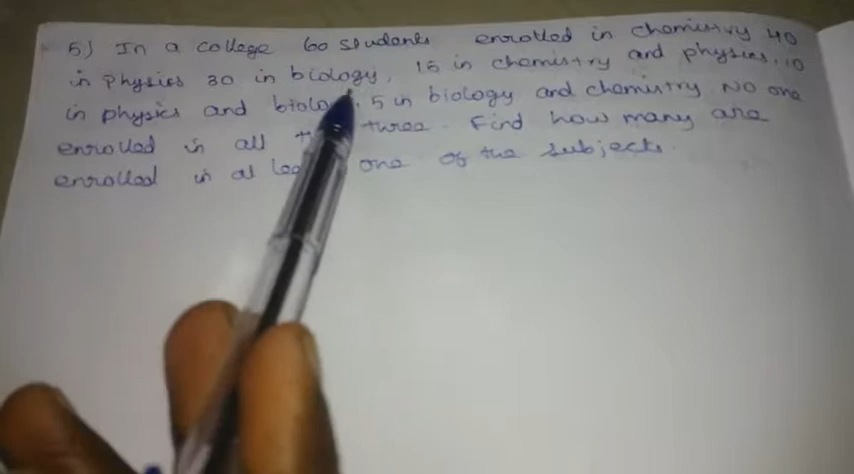 5) In a college 60 students enrolled in chemistry 40
in physics 30 in biology, 15 in chemistry and physics, 10
in physics and 5 in biology and chemistry. No one
enrolled in all three. Find how many are
enrolled in at one of the subjects.